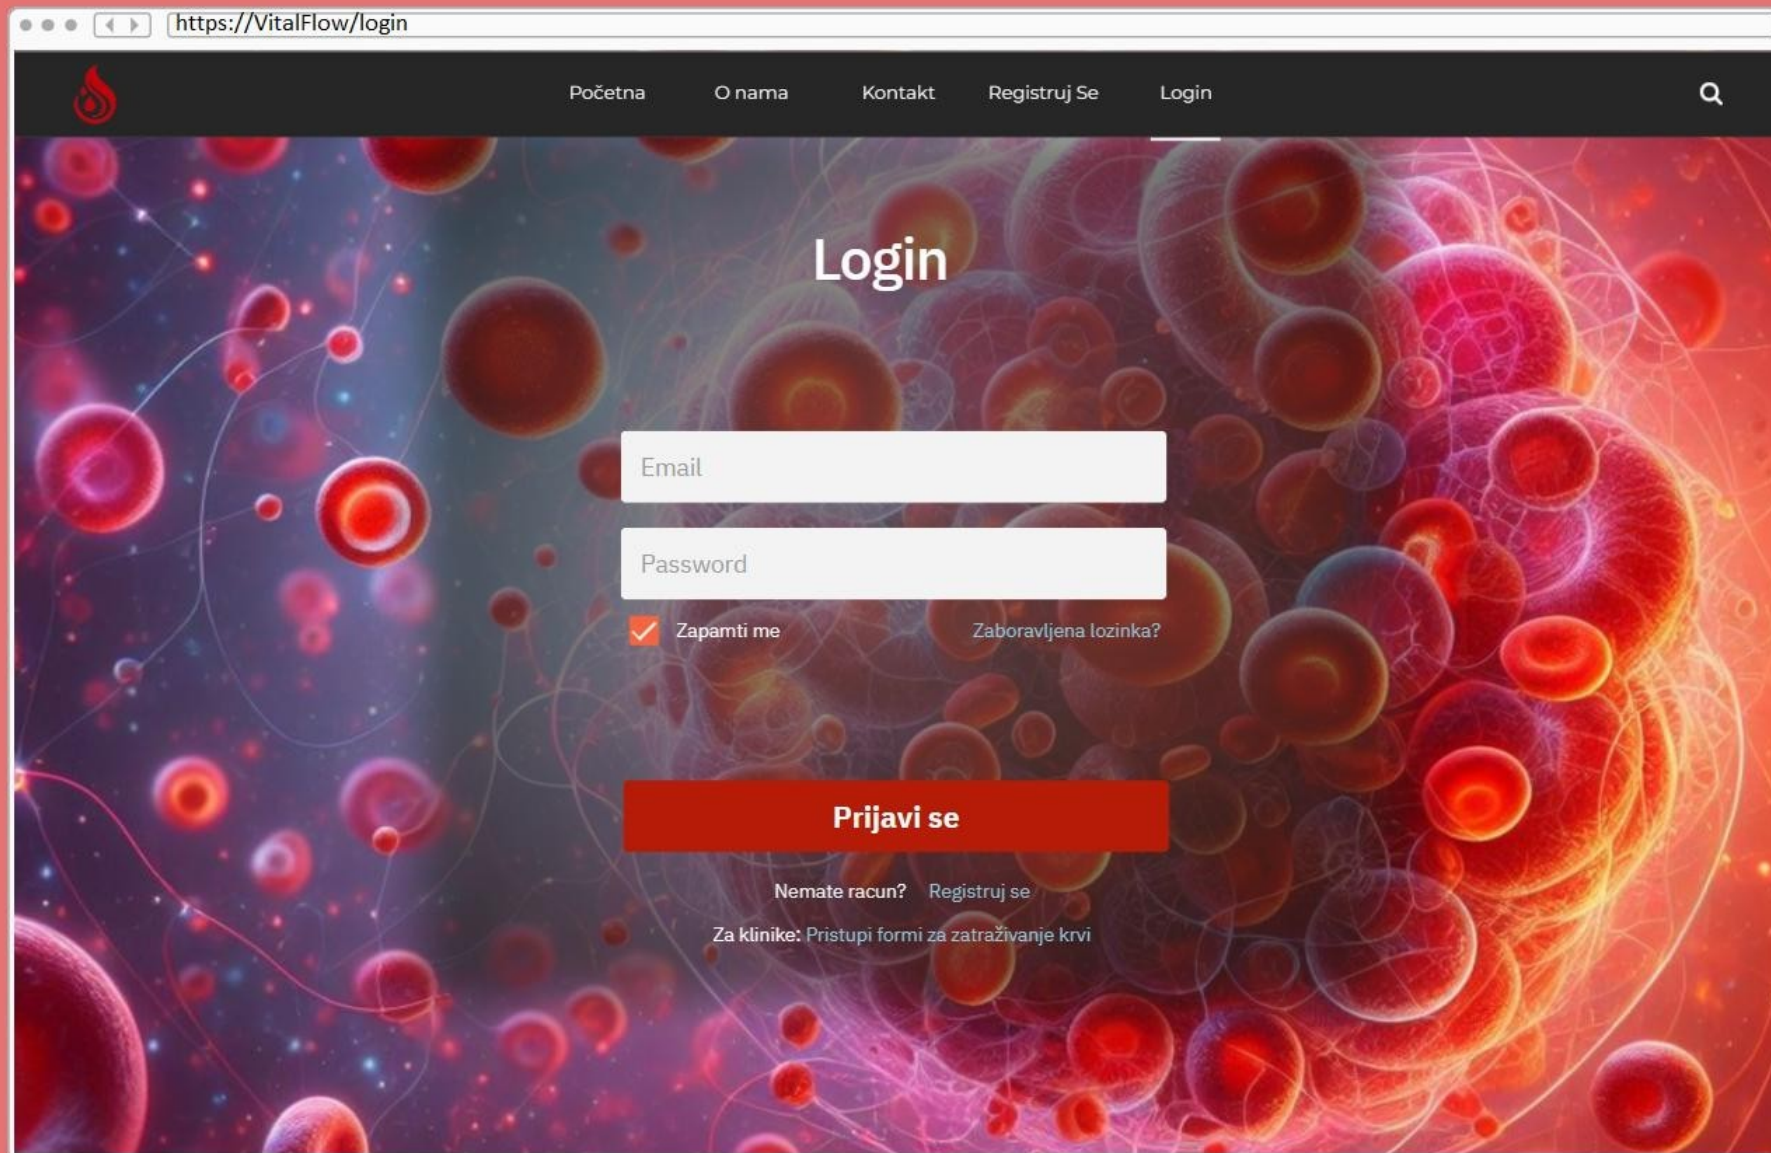 https://VitalFlow/login
Početna O nama Kontakt Registruj Se Login
Login
Email
Password
Zapamti me Zaboravljena lozinka?
Prijavi se
Nemate racun? Registruj se
Za klinike: Pristupi formi za zatraživanje krvi